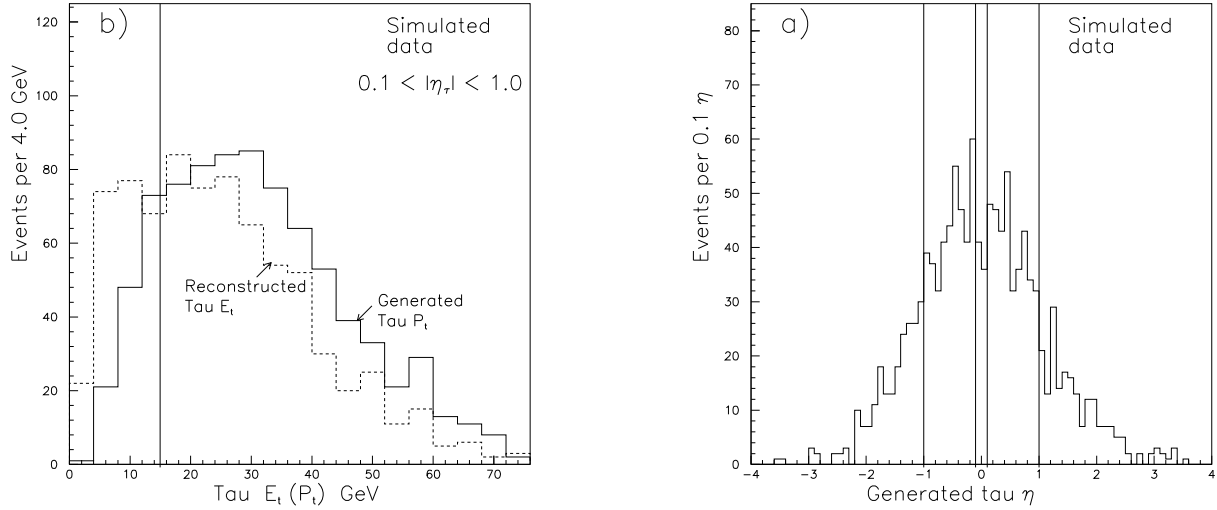 b)
Simulated
data
0.1 < |η_τ| < 1.0
Events per 4.0 GeV
120
100
80
60
40
20
0
Reconstructed
Tau E_t
Generated
Tau P_t
0 10 20 30 40 50 60 70
Tau E_t (P_t) GeV
a)
Simulated
data
Events per 0.1 η
80
70
60
50
40
30
20
10
0
−4 −2 −1 0 1 2 4
Generated tau η